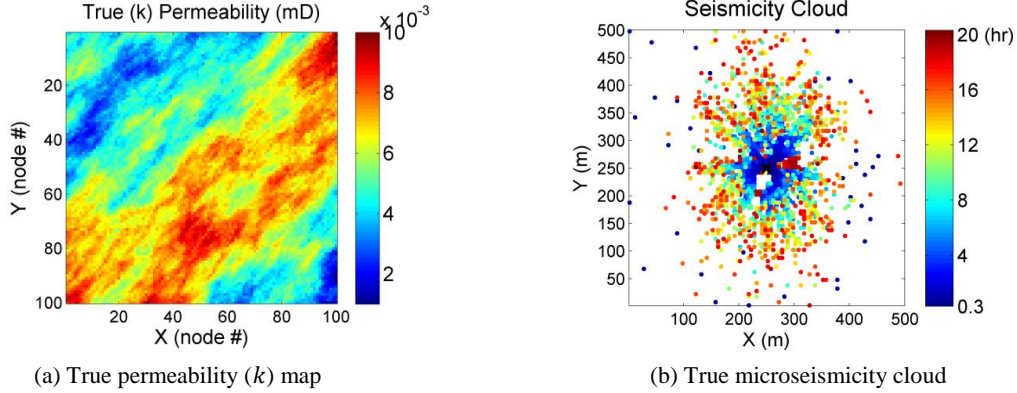 True (k) Permeability (mD)
× 10⁻³
10
8
6
4
2
20
40
60
80
100
Y (node #)
20 40 60 80 100
X (node #)
(a) True permeability (k) map
Seismicity Cloud
500
450
400
350
300
250
200
150
100
50
Y (m)
100 200 300 400 500
X (m)
20 (hr)
16
12
8
4
0.3
(b) True microseismicity cloud